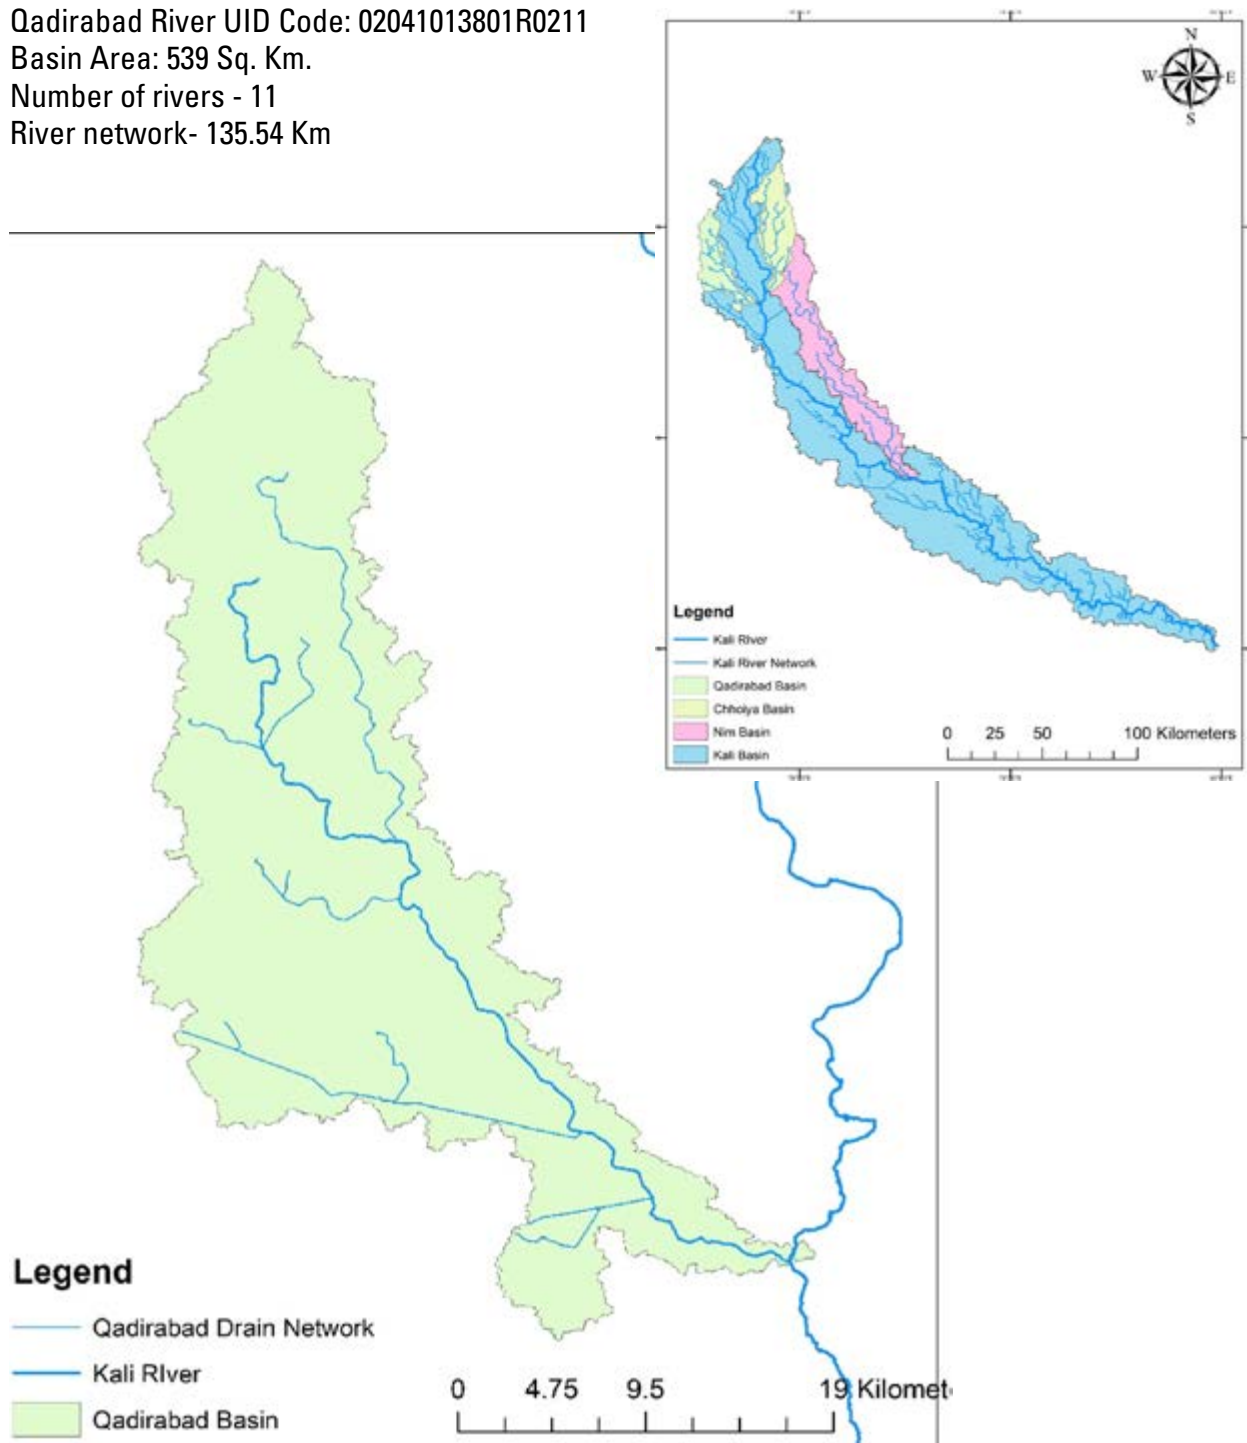 Qadirabad River UID Code: 02041013801R0211
Basin Area: 539 Sq. Km.
Number of rivers - 11
River network- 135.54 Km
N
W E
S
Legend
Kali River
Kali River Network
Qadirabad Basin
Chhoiya Basin
Nim Basin
Kali Basin
0 25 50 100 Kilometers
Legend
Qadirabad Drain Network
Kali RIver
Qadirabad Basin
0 4.75 9.5 19 Kilomet